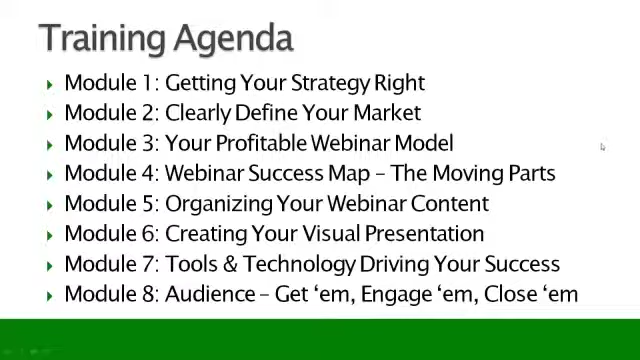 Training Agenda
Module 1: Getting Your Strategy Right
Module 2: Clearly Define Your Market
Module 3: Your Profitable Webinar Model
Module 4: Webinar Success Map – The Moving Parts
Module 5: Organizing Your Webinar Content
Module 6: Creating Your Visual Presentation
Module 7: Tools & Technology Driving Your Success
Module 8: Audience – Get ‘em, Engage ‘em, Close ‘em